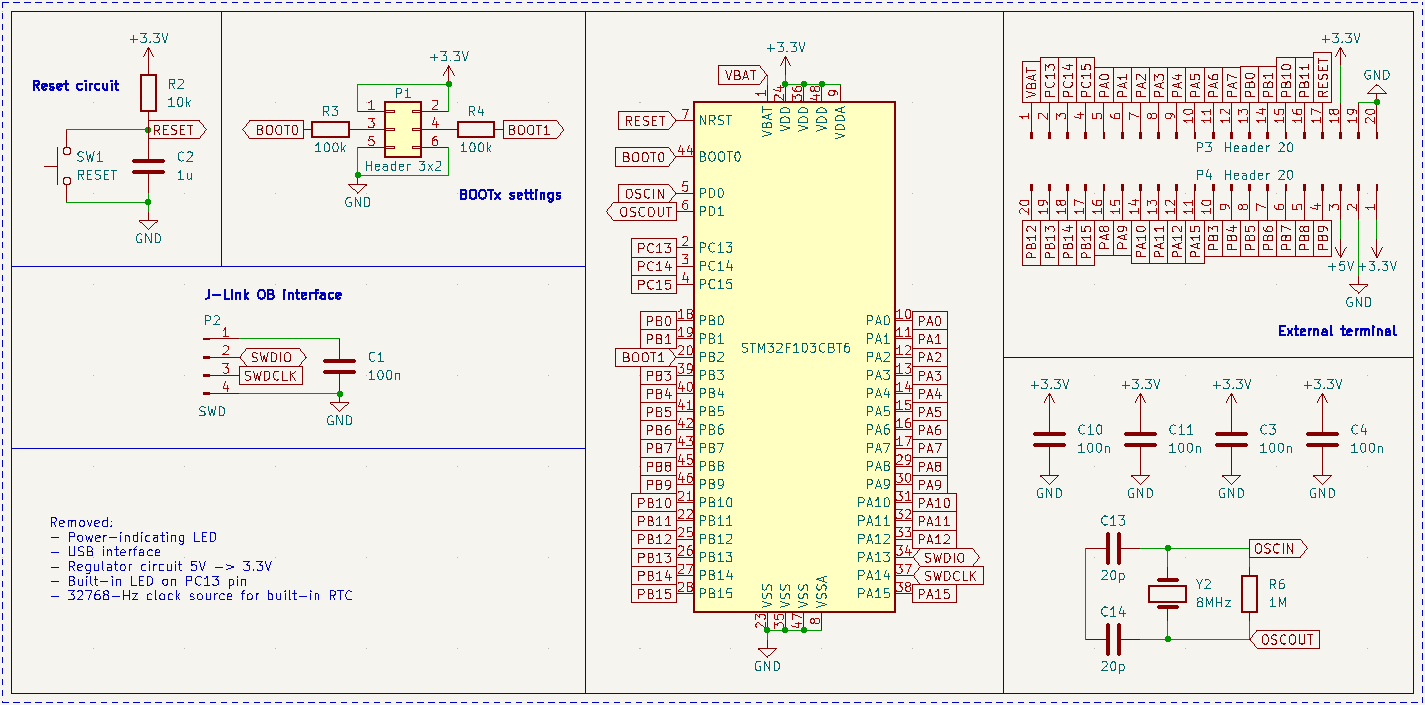 Reset circuit
+3.3V
R2
10k
RESET
SW1
RESET
C2
1u
GND
+3.3V
P1
1
2
3
4
5
6
BOOT0
R3
100k
R4
100k
BOOT1
Header 3x2
GND
BOOTx settings
J-Link OB interface
P2
1
2
3
4
SWDIO
SWDCLK
SWD
C1
100n
GND
Removed:
- Power-indicating LED
- USB interface
- Regulator circuit 5V -> 3.3V
- Built-in LED on PC13 pin
- 32768-Hz clock source for built-in RTC
+3.3V
VBAT
1
24
36
48
9
VBAT
VDD
VDD
VDD
VDDA
RESET 7 NRST
BOOT0 44 BOOT0
OSCIN 5 PD0
OSCOUT 6 PD1
PC13 2 PC13
PC14 3 PC14
PC15 4 PC15
STM32F103CBT6
PB0 18 PB0 PA0 10 PA0
PB1 19 PB1 PA1 11 PA1
BOOT1 20 PB2 PA2 12 PA2
PB3 39 PB3 PA3 13 PA3
PB4 40 PB4 PA4 14 PA4
PB5 41 PB5 PA5 15 PA5
PB6 42 PB6 PA6 16 PA6
PB7 43 PB7 PA7 17 PA7
PB8 45 PB8 PA8 29 PA8
PB9 46 PB9 PA9 30 PA9
PB10 21 PB10 PA10 31 PA10
PB11 22 PB11 PA11 32 PA11
PB12 25 PB12 PA12 33 PA12
PB13 26 PB13 PA13 34 SWDIO
PB14 27 PB14 PA14 37 SWDCLK
PB15 28 PB15 PA15 38 PA15
VSS
VSS
VSS
VSSA
23
35
47
8
GND
+3.3V
GND
VBAT PC13 PC14 PC15 PA0 PA1 PA2 PA3 PA4 PA5 PA6 PA7 PB0 PB1 PB10 PB11 RESET
1 2 3 4 5 6 7 8 9 10 11 12 13 14 15 16 17 18 19 20
P3 Header 20
P4 Header 20
20 19 18 17 16 15 14 13 12 11 10 9 8 7 6 5 4 3 2 1
PB12 PB13 PB14 PB15 PA8 PA9 PA10 PA11 PA12 PA15 PB3 PB4 PB5 PB6 PB7 PB8 PB9
+5V
+3.3V
GND
External terminal
+3.3V
+3.3V
+3.3V
+3.3V
C10
100n
C11
100n
C3
100n
C4
100n
GND
GND
GND
GND
C13
20p
OSCIN
Y2
8MHz
R6
1M
C14
20p
OSCOUT